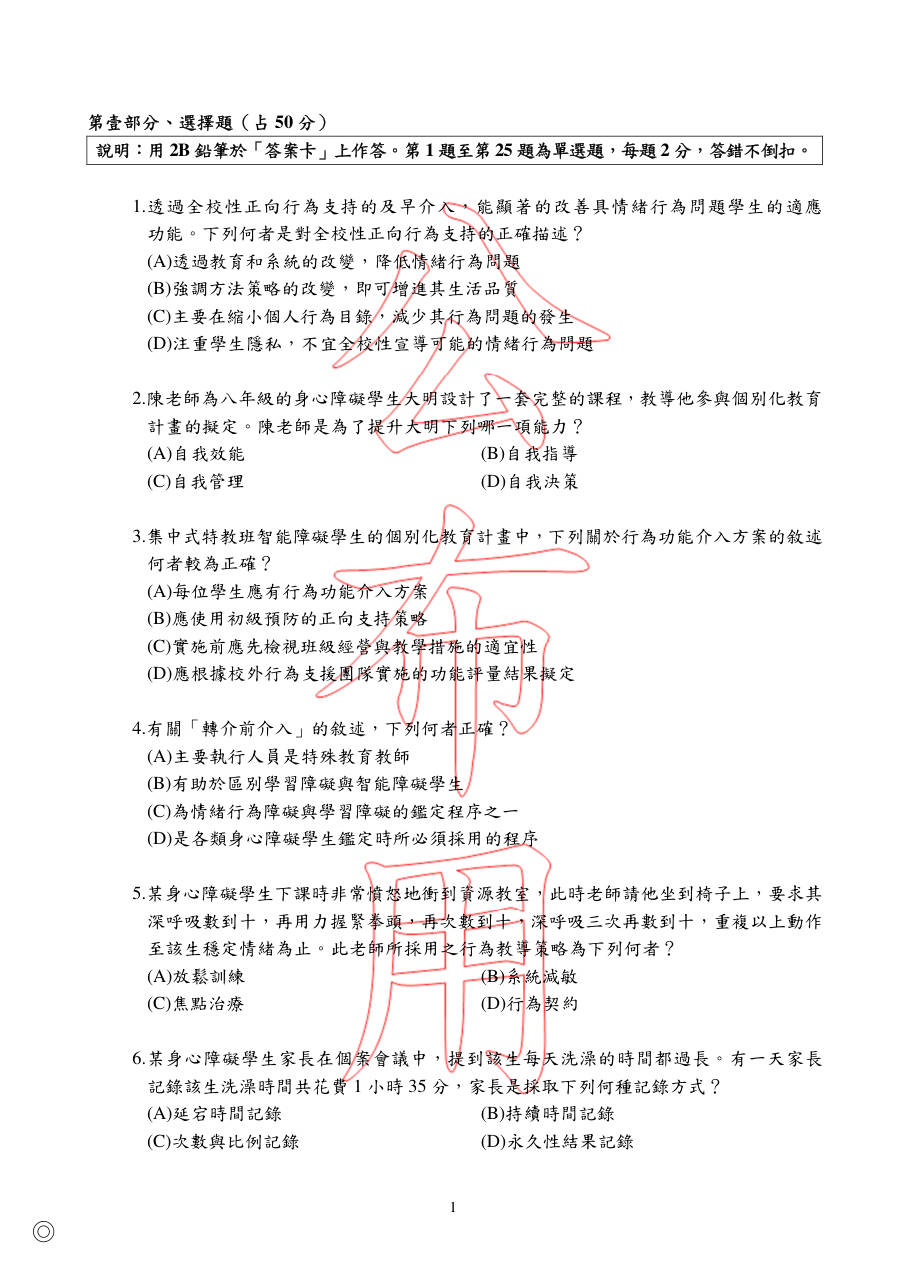 第壹部分、選擇題(占 50 分)
說明:用 2B 鉛筆於「答案卡」上作答。第 1 題至第 25 題為單選題,每題 2 分,答錯不倒扣。
1.透過全校性正向行為支持的及早介入,能顯著的改善具情緒行為問題學生的適應
功能。下列何者是對全校性正向行為支持的正確描述?
(A)透過教育和系統的改變,降低情緒行為問題
(B)強調方法策略的改變,即可增進其生活品質
(C)主要在縮小個人行為目錄,減少其行為問題的發生
(D)注重學生隱私,不宜全校性宣導可能的情緒行為問題
2.陳老師為八年級的身心障礙學生大明設計了一套完整的課程,教導他參與個別化教育
計畫的擬定。陳老師是為了提升大明下列哪一項能力?
(A)自我效能 (B)自我指導
(C)自我管理 (D)自我決策
3.集中式特教班智能障礙學生的個別化教育計畫中,下列關於行為功能介入方案的敘述
何者較為正確?
(A)每位學生應有行為功能介入方案
(B)應使用初級預防的正向支持策略
(C)實施前應先檢視班級經營與教學措施的適宜性
(D)應根據校外行為支援團隊實施的功能評量結果擬定
4.有關「轉介前介入」的敘述,下列何者正確?
(A)主要執行人員是特殊教育教師
(B)有助於區別學習障礙與智能障礙學生
(C)為情緒行為障礙與學習障礙的鑑定程序之一
(D)是各類身心障礙學生鑑定時所必須採用的程序
5.某身心障礙學生下課時非常憤怒地衝到資源教室,此時老師請他坐到椅子上,要求其
深呼吸數到十,再用力握緊拳頭,再次數到十,深呼吸三次再數到十,重複以上動作
至該生穩定情緒為止。此老師所採用之行為教導策略為下列何者?
(A)放鬆訓練 (B)系統減敏
(C)焦點治療 (D)行為契約
6.某身心障礙學生家長在個案會議中,提到該生每天洗澡的時間都過長。有一天家長
記錄該生洗澡時間共花費 1 小時 35 分,家長是採取下列何種記錄方式?
(A)延宕時間記錄 (B)持續時間記錄
(C)次數與比例記錄 (D)永久性結果記錄
公布用
1